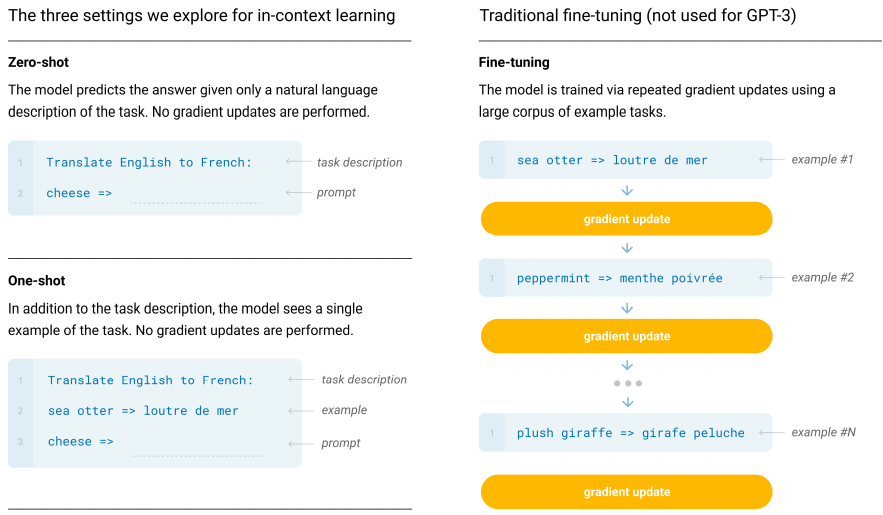 The three settings we explore for in-context learning
Zero-shot
The model predicts the answer given only a natural language
description of the task. No gradient updates are performed.
1 Translate English to French: task description
2 cheese => prompt
One-shot
In addition to the task description, the model sees a single
example of the task. No gradient updates are performed.
1 Translate English to French: task description
2 sea otter => loutre de mer example
3 cheese => prompt
Traditional fine-tuning (not used for GPT-3)
Fine-tuning
The model is trained via repeated gradient updates using a
large corpus of example tasks.
1 sea otter => loutre de mer example #1
gradient update
1 peppermint => menthe poivrée example #2
gradient update
1 plush giraffe => girafe peluche example #N
gradient update